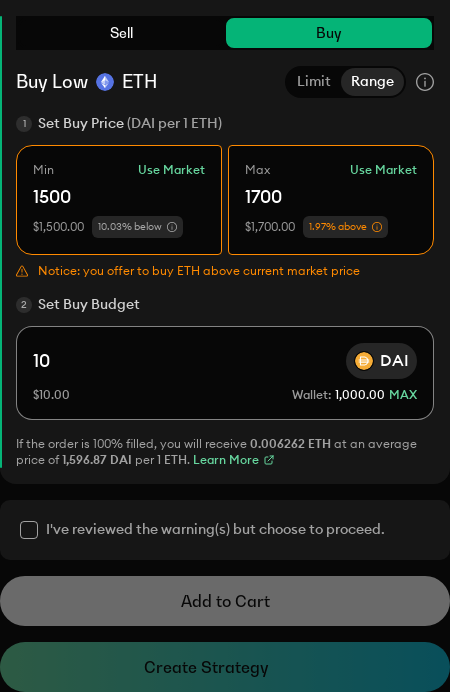 Sell Buy
Buy Low ETH Limit Range
1 Set Buy Price (DAI per 1 ETH)
Min Use Market Max Use Market
1500 1700
$1,500.00 10.03% below $1,700.00 1.97% above
Notice: you offer to buy ETH above current market price
2 Set Buy Budget
10 DAI
$10.00 Wallet: 1,000.00 MAX
If the order is 100% filled, you will receive 0.006262 ETH at an average
price of 1,596.87 DAI per 1 ETH. Learn More
I've reviewed the warning(s) but choose to proceed.
Add to Cart
Create Strategy